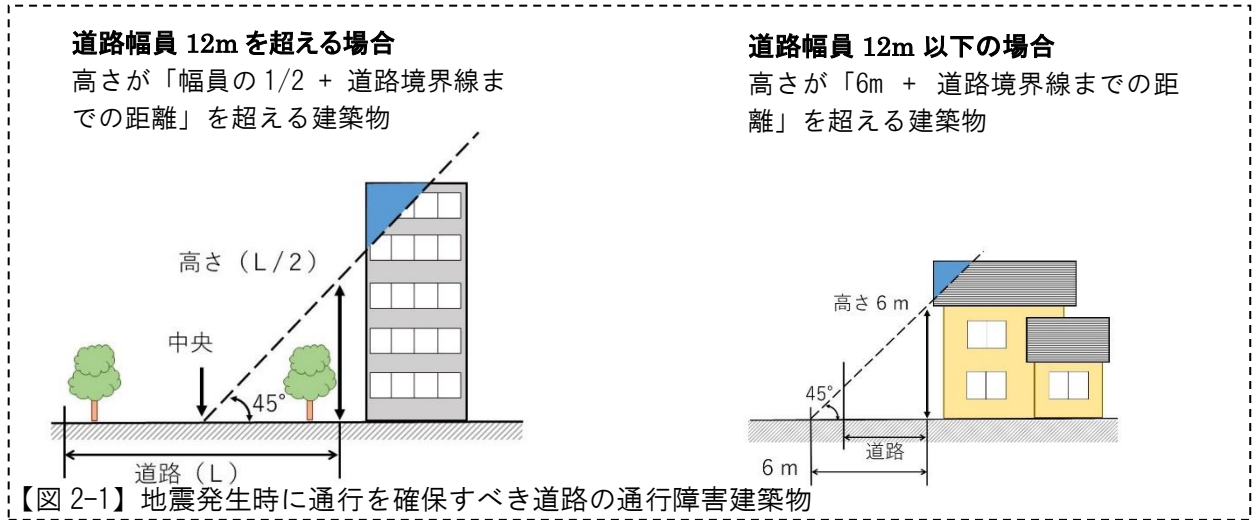 道路幅員 12m を超える場合
高さが「幅員の 1/2 + 道路境界線ま
での距離」を超える建築物
高さ（L/2）
中央
45°
道路（L）
道路幅員 12m 以下の場合
高さが「6m + 道路境界線までの距
離」を超える建築物
高さ 6 m
45°
道路
6 m
【図 2-1】地震発生時に通行を確保すべき道路の通行障害建築物